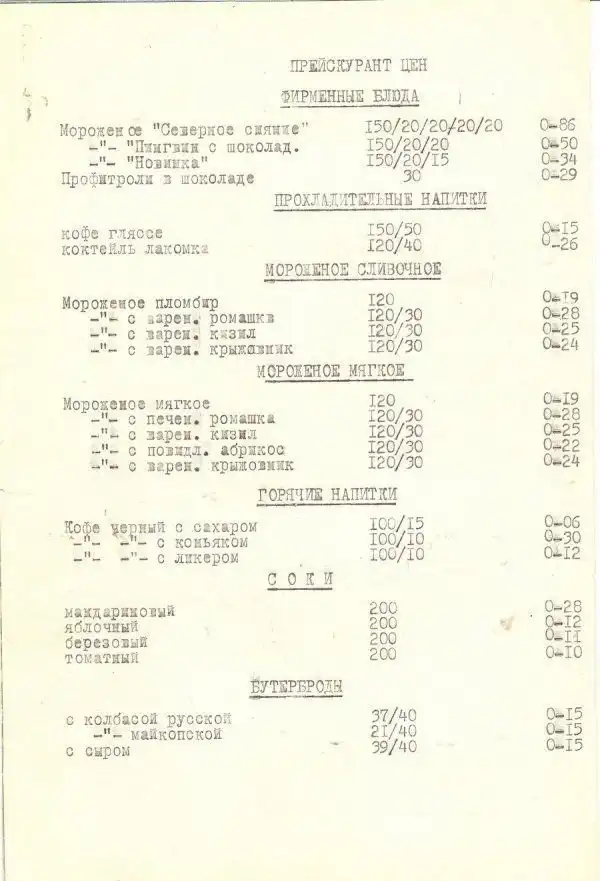 ПРЕЙСКУРАНТ ЦЕН
ФИРМЕННЫЕ БЛЮДА
Мороженое "Северное сияние" 150/20/20/20/20 0-86
-"- "Пингвин с шоколад. 150/20/20 0-50
-"- "Новинка" 150/20/15 0-34
Профитроли в шоколаде 30 0-29
ПРОХЛАДИТЕЛЬНЫЕ НАПИТКИ
кофе гляссе 150/50 0-15
коктейль лакомка 120/40 0-26
МОРОЖЕНОЕ СЛИВОЧНОЕ
Мороженое пломбир 120 0-19
-"- с варен. ромашкв 120/30 0-28
-"- с варен. кизил 120/30 0-25
-"- с варен. крыжовник 120/30 0-24
МОРОЖЕНОЕ МЯГКОЕ
Мороженое мягкое 120 0-19
-"- с печен. ромашка 120/30 0-28
-"- с варен. кизил 120/30 0-25
-"- с повидл. абрикос 120/30 0-22
-"- с варен. крыжовник 120/30 0-24
ГОРЯЧИЕ НАПИТКИ
Кофе черный с сахаром 100/15 0-06
-"- -"- с коньяком 100/10 0-30
-"- -"- с ликером 100/10 0-12
С О К И
мандариновый 200 0-28
яблочный 200 0-12
березовый 200 0-11
томатный 200 0-10
БУТЕРБРОДЫ
с колбасой русской 37/40 0-15
-"- майкопской 21/40 0-15
с сыром 39/40 0-15